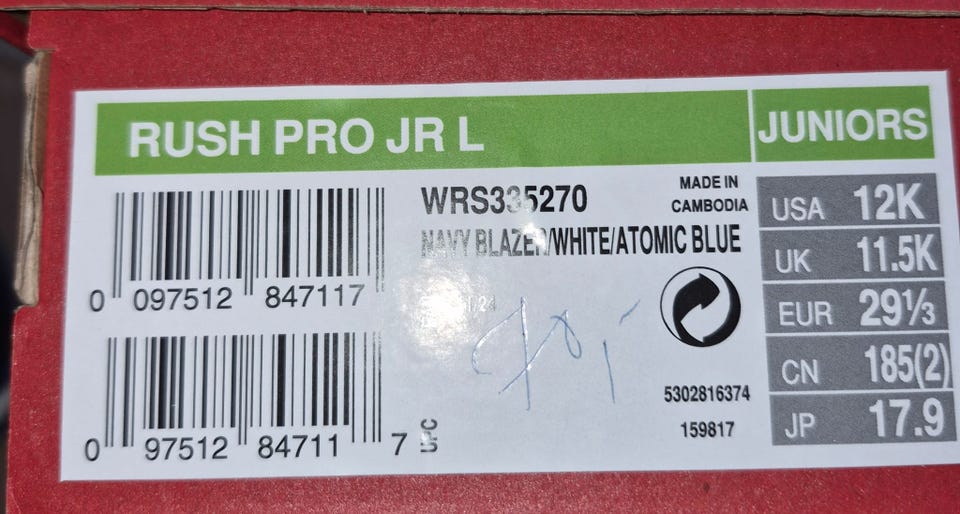 RUSH PRO JR L
JUNIORS
WRS335270
MADE IN
CAMBODIA
NAVY BLAZER/WHITE/ATOMIC BLUE
0 097512 847117
0 97512 84711 7
UPC
/24
5302816374
159817
USA 12K
UK 11.5K
EUR 29⅓
CN 185(2)
JP 17.9